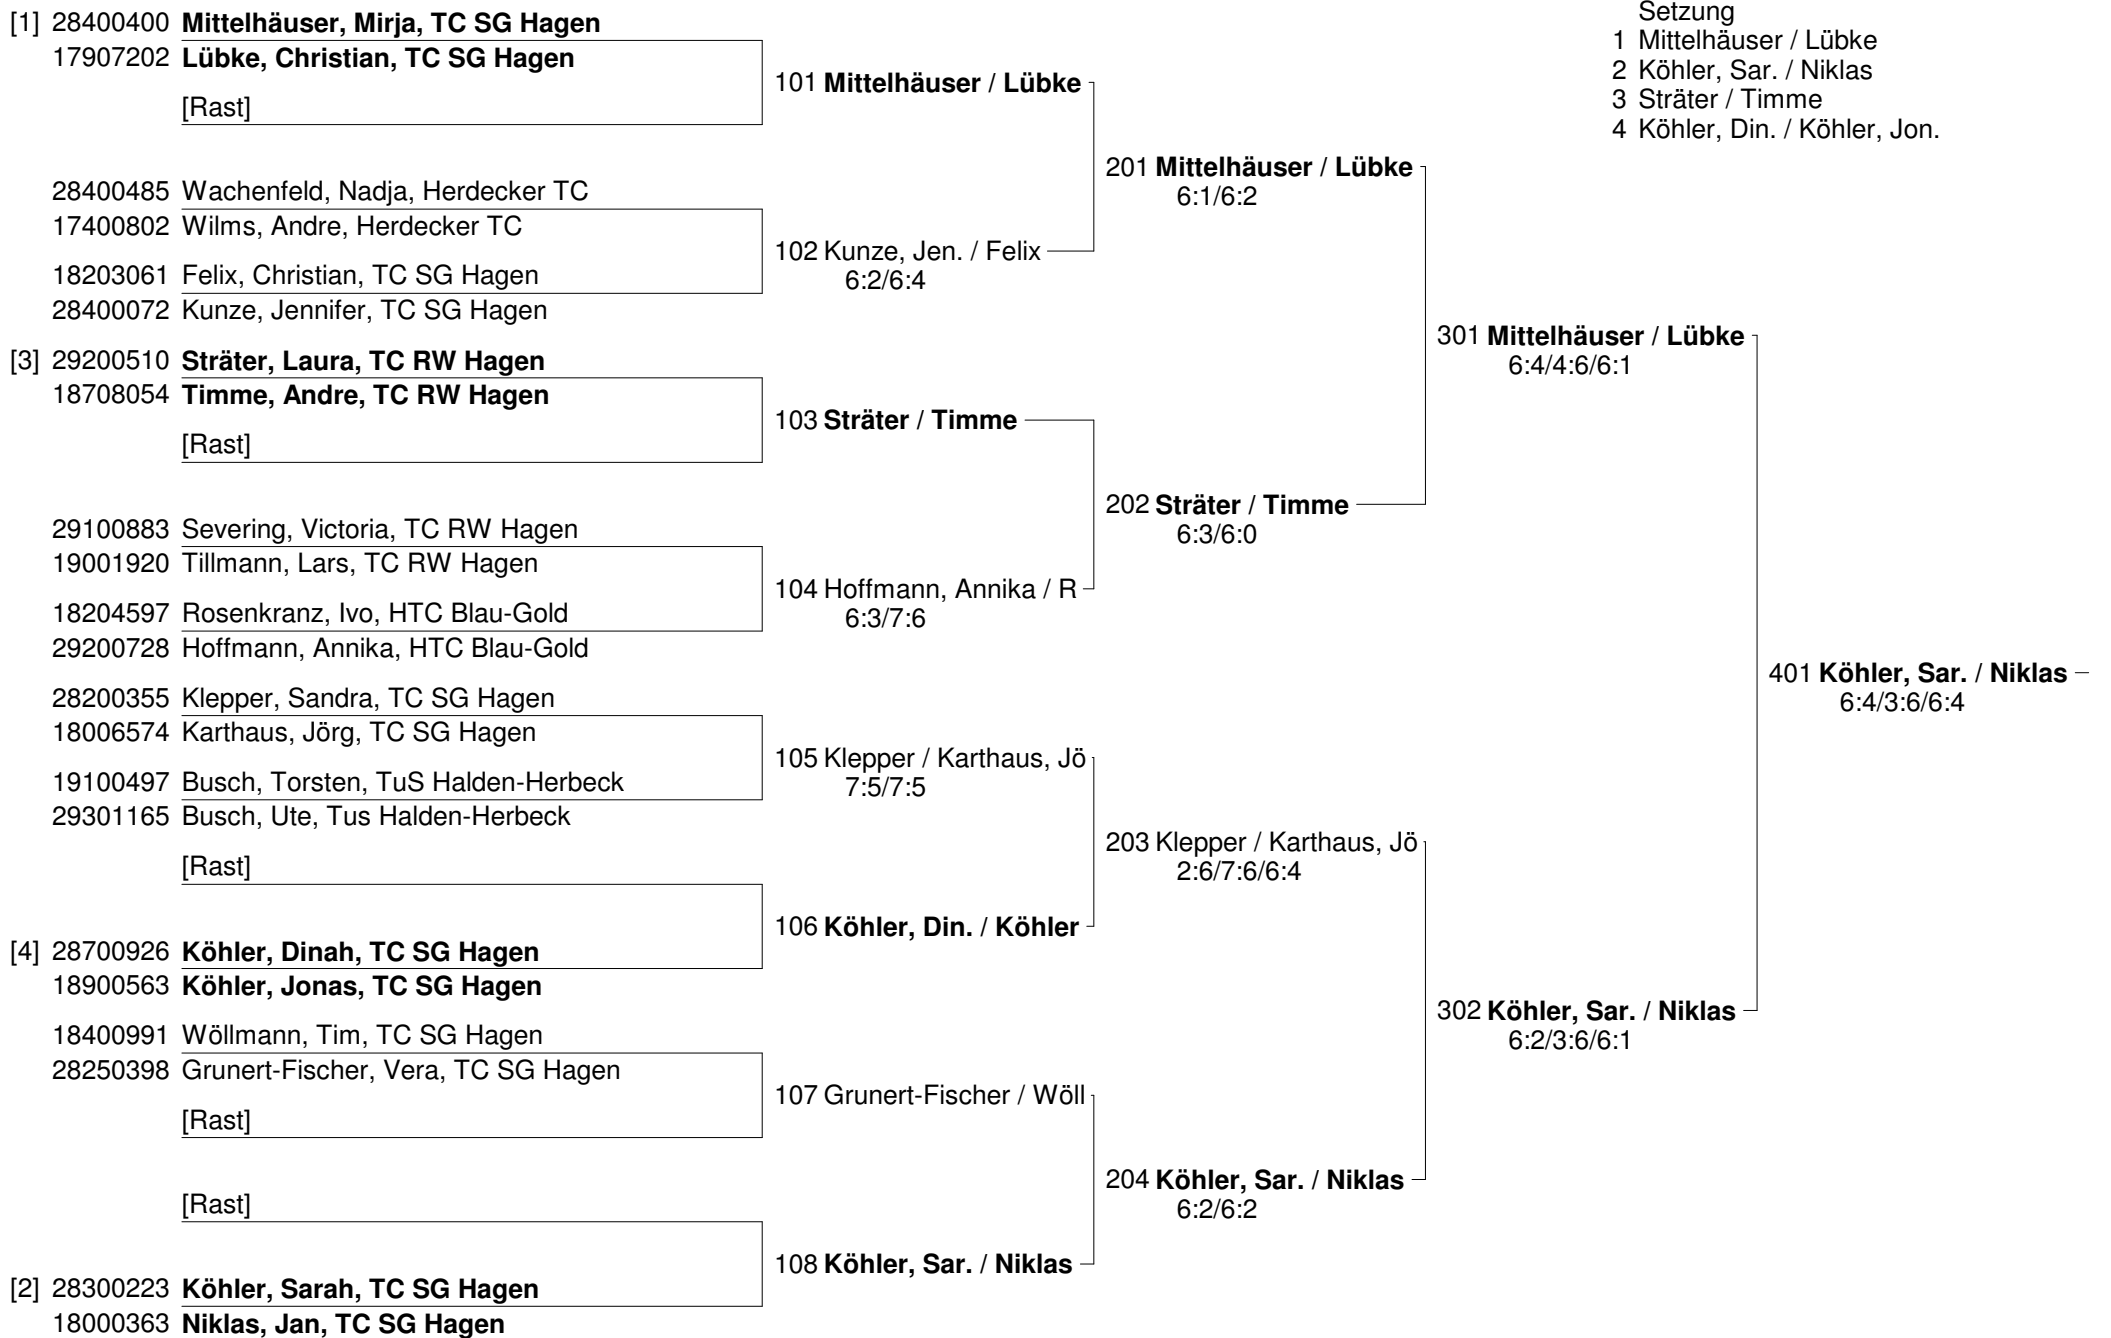 [1] 28400400 Mittelhäuser, Mirja, TC SG Hagen
17907202 Lübke, Christian, TC SG Hagen
[Rast]
28400485 Wachenfeld, Nadja, Herdecker TC
17400802 Wilms, Andre, Herdecker TC
18203061 Felix, Christian, TC SG Hagen
28400072 Kunze, Jennifer, TC SG Hagen
[3] 29200510 Sträter, Laura, TC RW Hagen
18708054 Timme, Andre, TC RW Hagen
[Rast]
29100883 Severing, Victoria, TC RW Hagen
19001920 Tillmann, Lars, TC RW Hagen
18204597 Rosenkranz, Ivo, HTC Blau-Gold
29200728 Hoffmann, Annika, HTC Blau-Gold
28200355 Klepper, Sandra, TC SG Hagen
18006574 Karthaus, Jörg, TC SG Hagen
19100497 Busch, Torsten, TuS Halden-Herbeck
29301165 Busch, Ute, Tus Halden-Herbeck
[Rast]
[4] 28700926 Köhler, Dinah, TC SG Hagen
18900563 Köhler, Jonas, TC SG Hagen
18400991 Wöllmann, Tim, TC SG Hagen
28250398 Grunert-Fischer, Vera, TC SG Hagen
[Rast]
[Rast]
[2] 28300223 Köhler, Sarah, TC SG Hagen
18000363 Niklas, Jan, TC SG Hagen
101 Mittelhäuser / Lübke
102 Kunze, Jen. / Felix
6:2/6:4
103 Sträter / Timme
104 Hoffmann, Annika / R
6:3/7:6
105 Klepper / Karthaus, Jö
7:5/7:5
106 Köhler, Din. / Köhler
107 Grunert-Fischer / Wöll
108 Köhler, Sar. / Niklas
201 Mittelhäuser / Lübke
6:1/6:2
202 Sträter / Timme
6:3/6:0
203 Klepper / Karthaus, Jö
2:6/7:6/6:4
204 Köhler, Sar. / Niklas
6:2/6:2
301 Mittelhäuser / Lübke
6:4/4:6/6:1
302 Köhler, Sar. / Niklas
6:2/3:6/6:1
401 Köhler, Sar. / Niklas
6:4/3:6/6:4
Setzung
1 Mittelhäuser / Lübke
2 Köhler, Sar. / Niklas
3 Sträter / Timme
4 Köhler, Din. / Köhler, Jon.